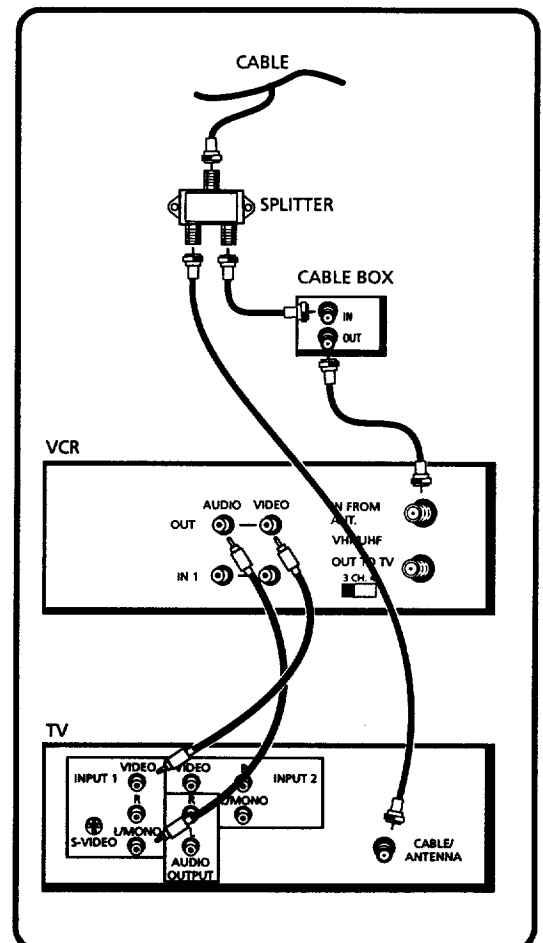 CABLE
SPLITTER
CABLE BOX
IN
OUT
VCR
AUDIO VIDEO
OUT
IN 1
IN FROM
ANT.
VHF/UHF
OUT TO TV
3 CH. 4
TV
INPUT 1
VIDEO
R
L/MONO
S-VIDEO
VIDEO
R
L/MONO
INPUT 2
R
L
AUDIO
OUTPUT
CABLE/
ANTENNA